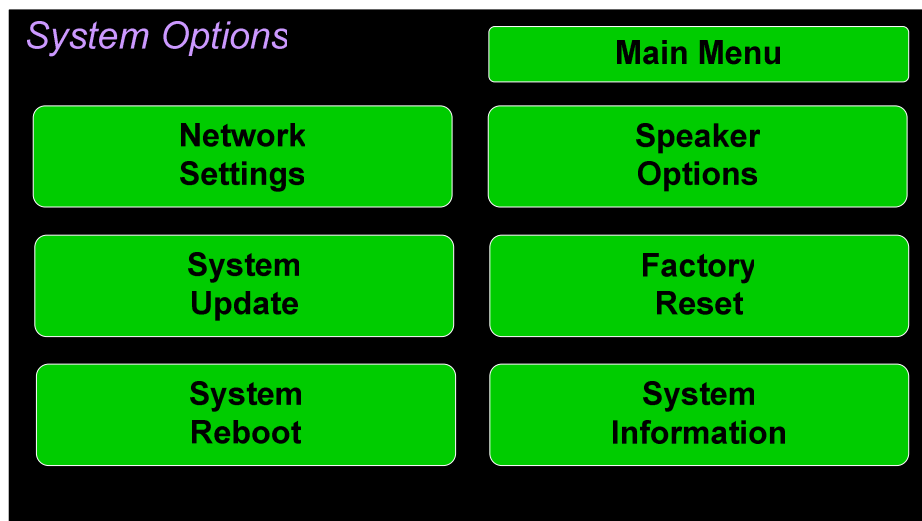 System Options
Main Menu
Network
Settings
Speaker
Options
System
Update
Factory
Reset
System
Reboot
System
Information